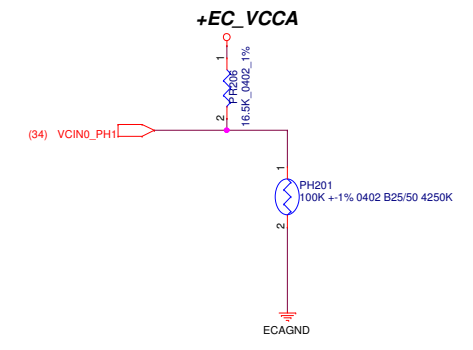 +EC_VCCA
1
PR206
16.5K_0402_1%
2
(34) VCIN0_PH1
1
PH201
100K +-1% 0402 B25/50 4250K
2
ECAGND